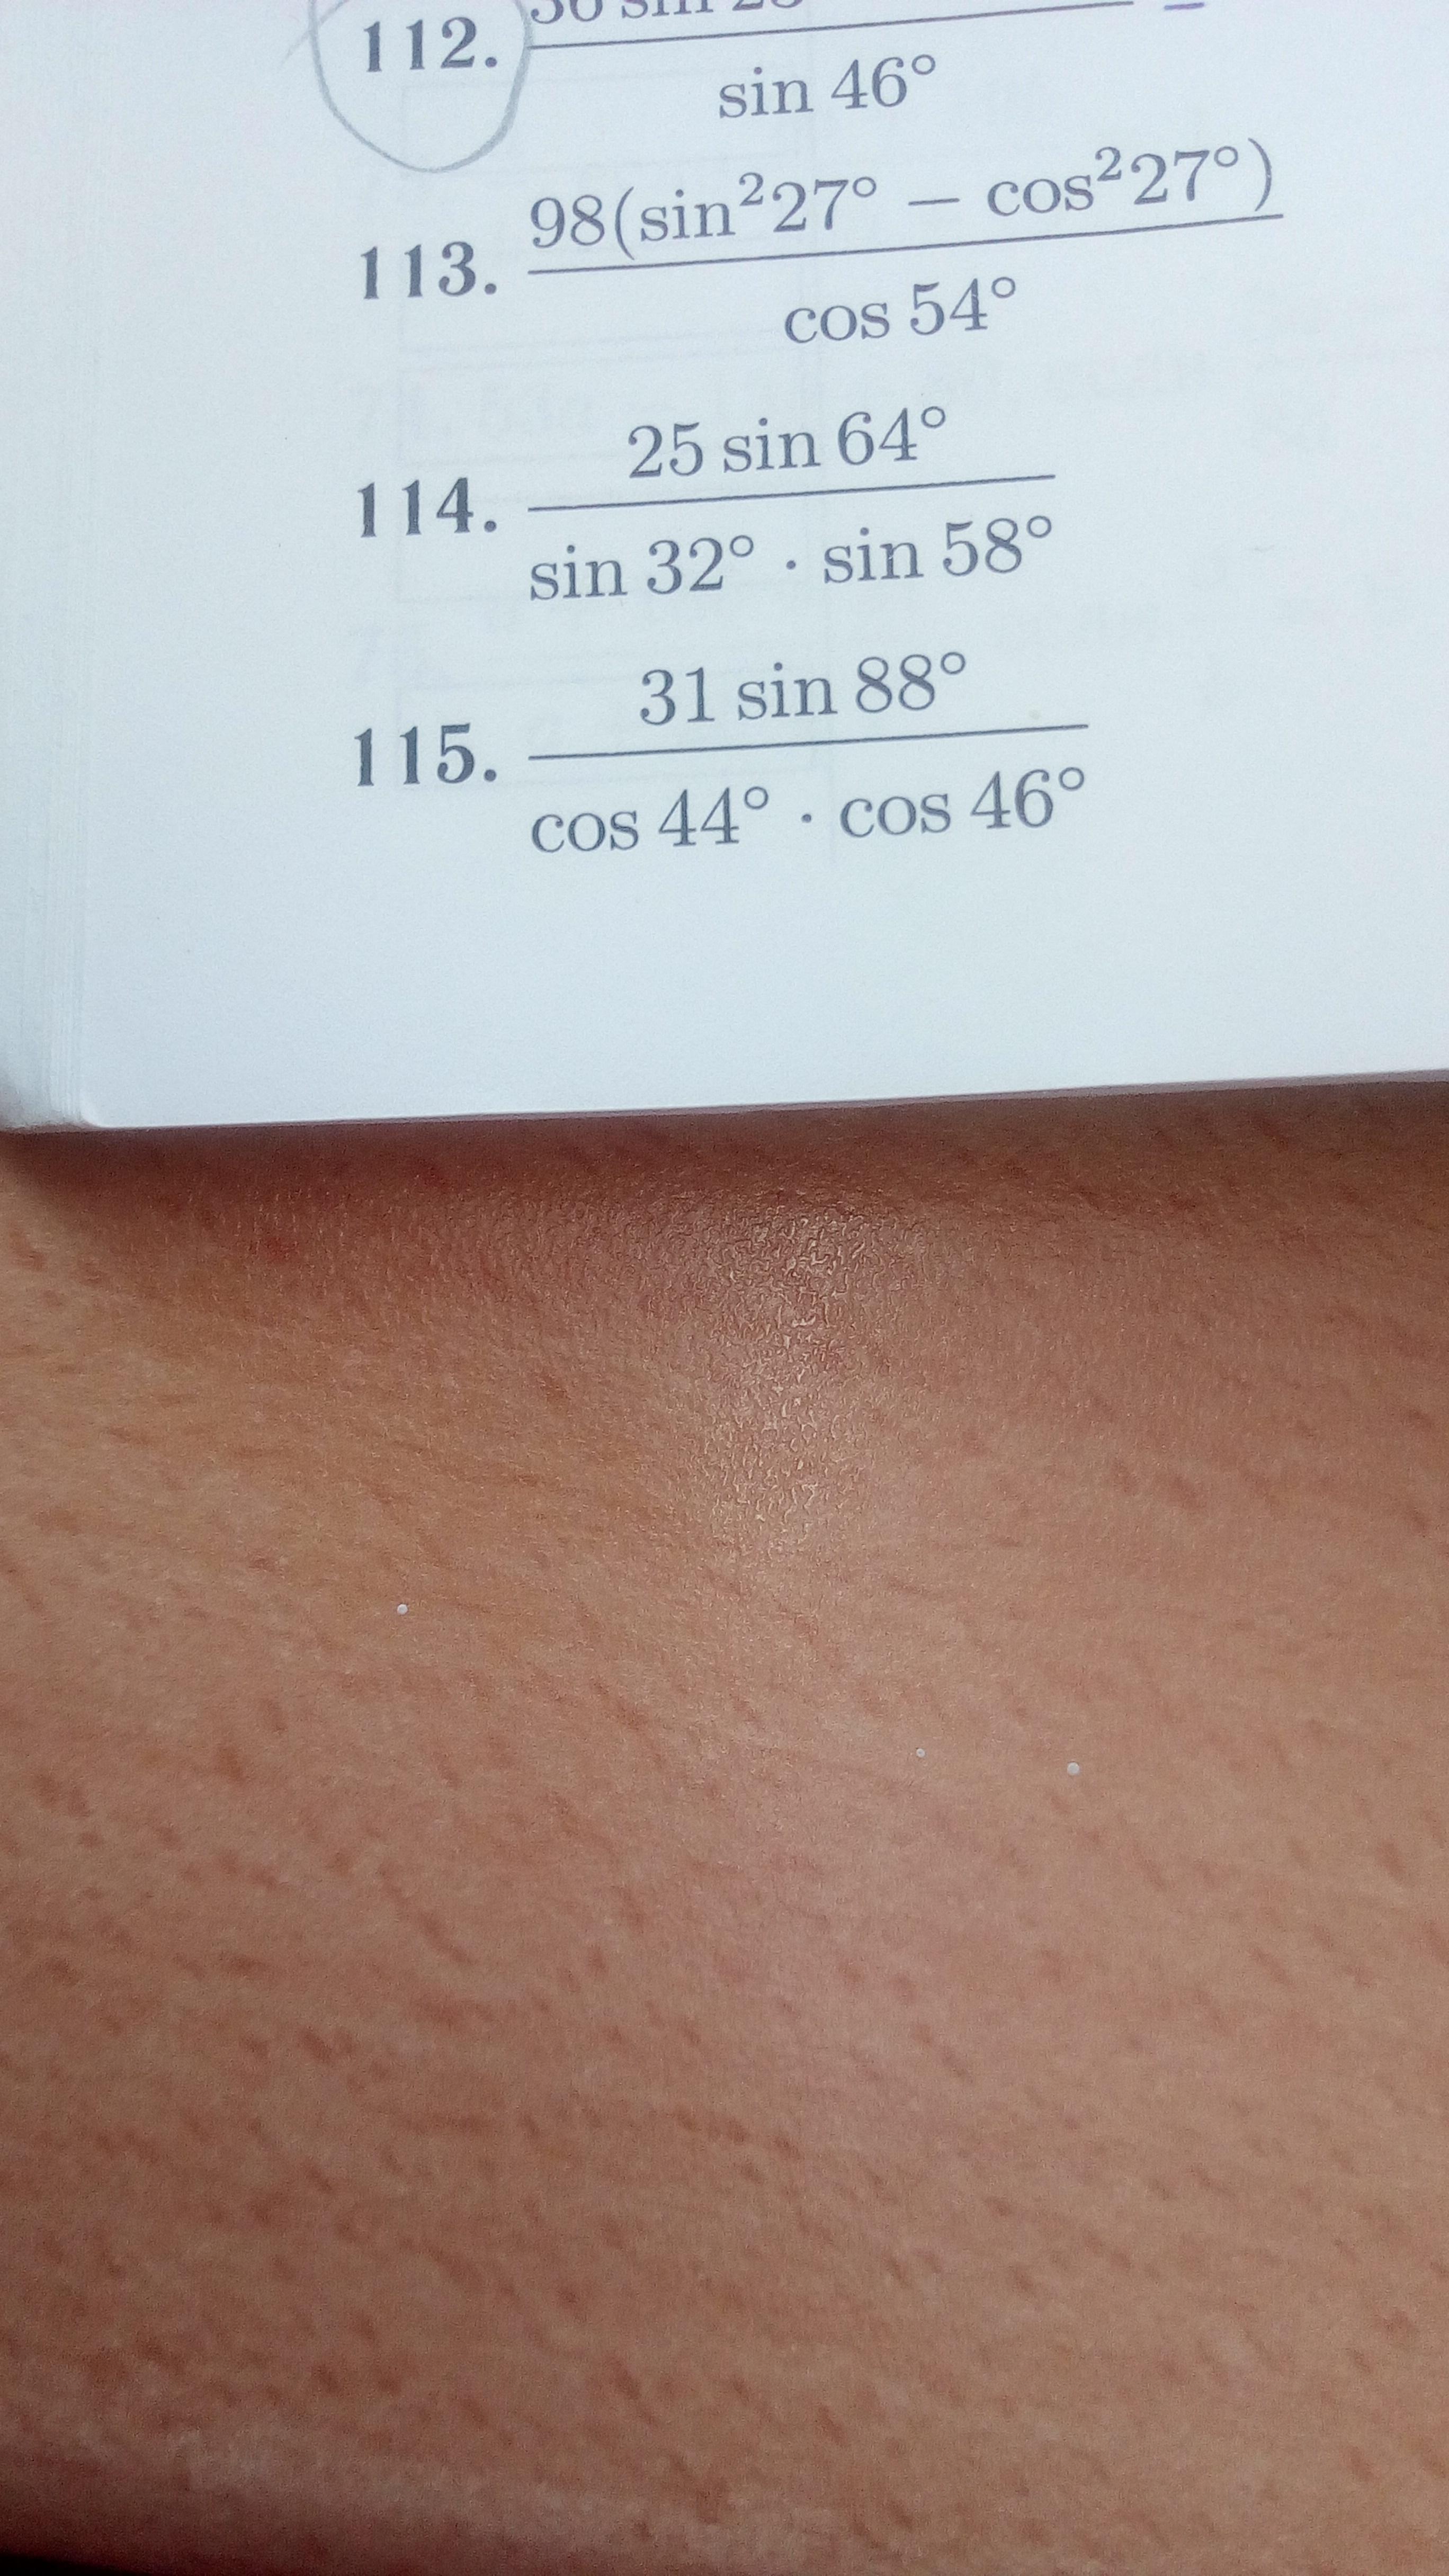 112. sin 46°
113. 98(sin²27° − cos²27°) / cos 54°
114. 25 sin 64° / sin 32° · sin 58°
115. 31 sin 88° / cos 44° · cos 46°